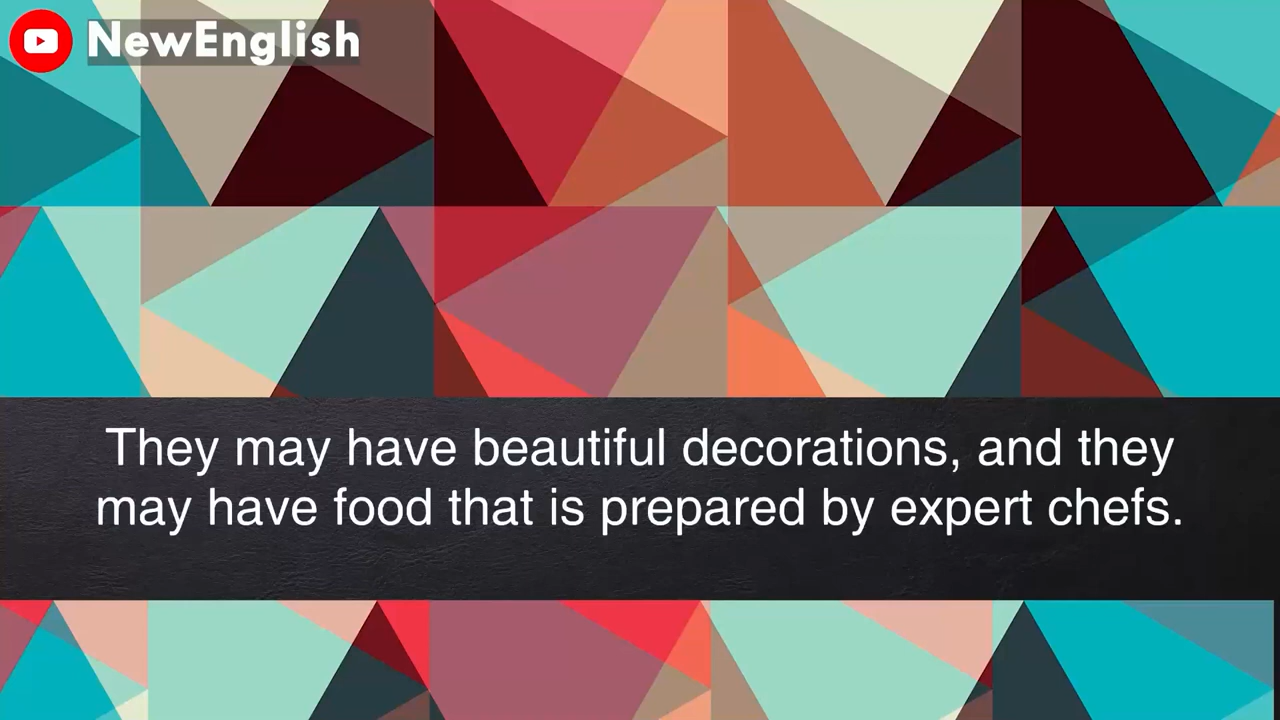 NewEnglish
They may have beautiful decorations, and they
may have food that is prepared by expert chefs.